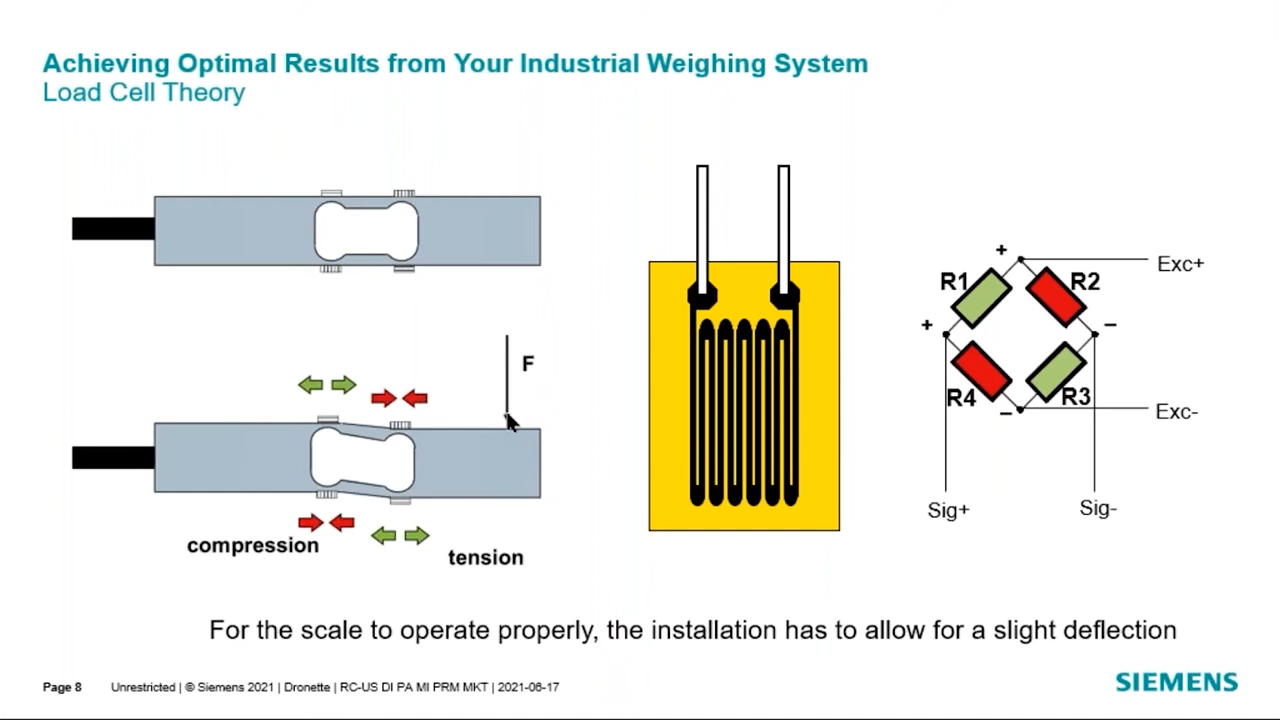 Achieving Optimal Results from Your Industrial Weighing System
Load Cell Theory
F
compression
tension
+
R1
R2
Exc+
+
–
R4
R3
–
Exc-
Sig+
Sig-
For the scale to operate properly, the installation has to allow for a slight deflection
Page 8 Unrestricted | © Siemens 2021 | Dronette | RC-US DI PA MI PRM MKT | 2021-06-17
SIEMENS